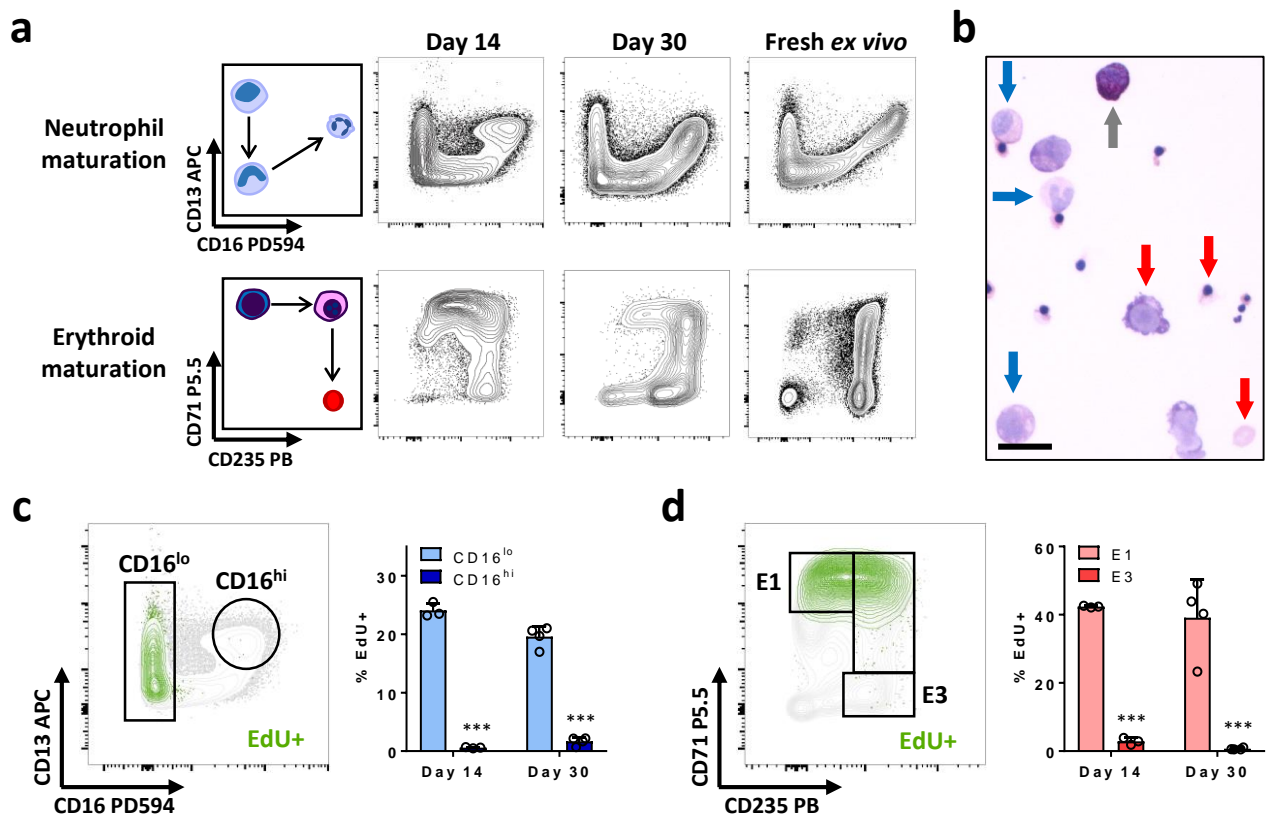 a
Day 14
Day 30
Fresh ex vivo
Neutrophil
maturation
CD13 APC
CD16 PD594
Erythroid
maturation
CD71 P5.5
CD235 PB
b
c
CD16lo
CD16hi
EdU+
CD13 APC
CD16 PD594
CD16lo
CD16hi
% EdU+
30
20
10
0
***
***
Day 14
Day 30
d
E1
E3
EdU+
CD71 P5.5
CD235 PB
E1
E3
% EdU+
60
40
20
0
***
***
Day 14
Day 30